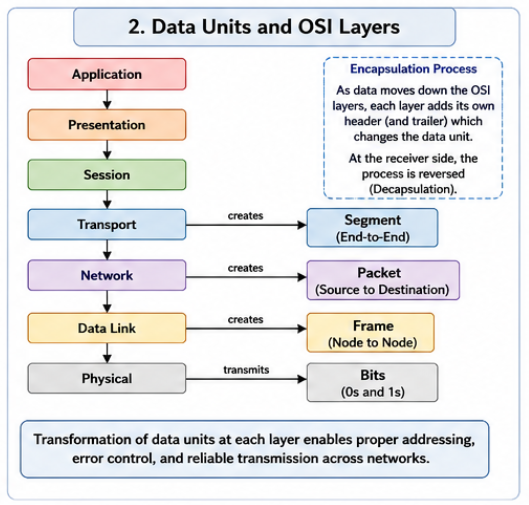 2. Data Units and OSI Layers
Application
Encapsulation Process
As data moves down the OSI
layers, each layer adds its own
header (and trailer) which
changes the data unit.
At the receiver side, the
process is reversed
(Decapsulation).
Presentation
Session
Transport
creates
Segment
(End-to-End)
Network
creates
Packet
(Source to Destination)
Data Link
creates
Frame
(Node to Node)
Physical
transmits
Bits
(0s and 1s)
Transformation of data units at each layer enables proper addressing,
error control, and reliable transmission across networks.